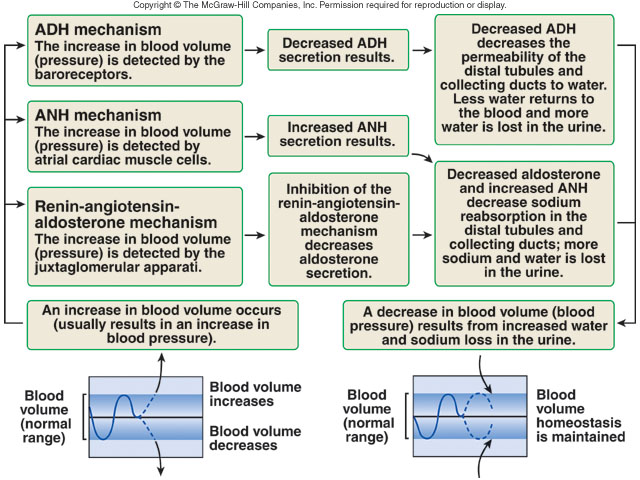 Copyright © The McGraw-Hill Companies, Inc. Permission required for reproduction or display.
ADH mechanism
The increase in blood volume
(pressure) is detected by the
baroreceptors.
Decreased ADH
secretion results.
Decreased ADH
decreases the
permeability of the
distal tubules and
collecting ducts to water.
Less water returns to
the blood and more
water is lost in the urine.
ANH mechanism
The increase in blood volume
(pressure) is detected by
atrial cardiac muscle cells.
Increased ANH
secretion results.
Renin-angiotensin-
aldosterone mechanism
The increase in blood volume
(pressure) is detected by the
juxtaglomerular apparati.
Inhibition of the
renin-angiotensin-
aldosterone
mechanism
decreases
aldosterone
secretion.
Decreased aldosterone
and increased ANH
decrease sodium
reabsorption in the
distal tubules and
collecting ducts; more
sodium and water is lost
in the urine.
An increase in blood volume occurs
(usually results in an increase in
blood pressure).
A decrease in blood volume (blood
pressure) results from increased water
and sodium loss in the urine.
Blood
volume
(normal
range)
Blood volume
increases
Blood volume
decreases
Blood
volume
(normal
range)
Blood
volume
homeostasis
is maintained